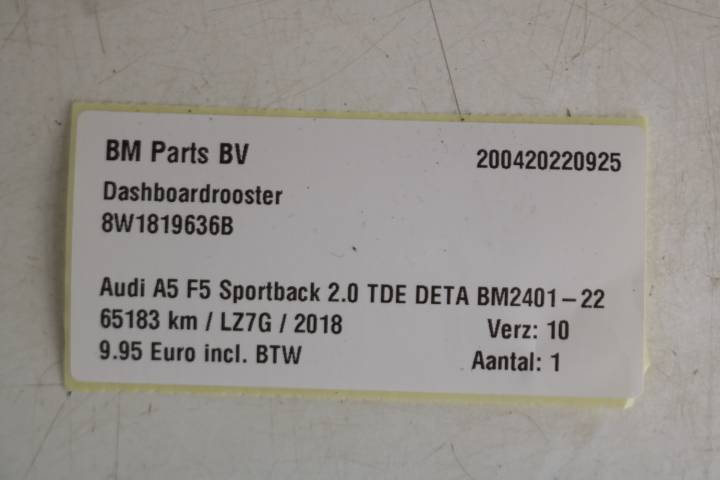 BM Parts BV 200420220925
Dashboardrooster
8W1819636B
Audi A5 F5 Sportback 2.0 TDE DETA BM2401-22
65183 km / LZ7G / 2018 Verz: 10
9.95 Euro incl. BTW Aantal: 1